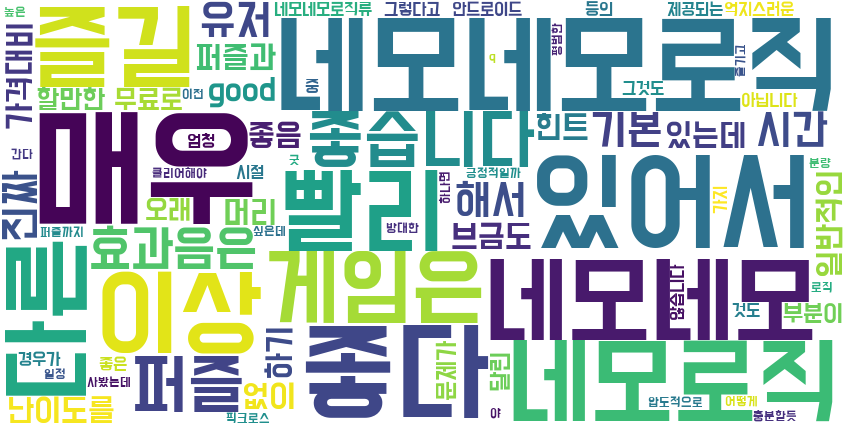 높은
즐길
유저
네모네모로직류
그렇다고
안드로이드
등의
제공되는
억지스러운
가격대비
퍼즐과
네모네모로직
평범한
q
즐기고
할만한
무료로
이전
good
중
그것도
아닙니다
매우
엄청
좋음
좋습니다
힌트
기본
있는데
시간
간다
진짜
클리어해야
시절
굿
빨리
긍정적일까
하나면
해서
있어서
가지
분량
일반적인
오래
머리
퍼즐까지
효과음은
싶은데
방대한
브금도
다른
이상
게임은
네모네모
않습니다
로직
것도
부분이
경우가
일정
좋은
사봤는데
퍼즐
하기
좋다
문제가
달린
네모로직
난이도를
없이
픽크로스
야
압도적으로
어떻게
충분할듯